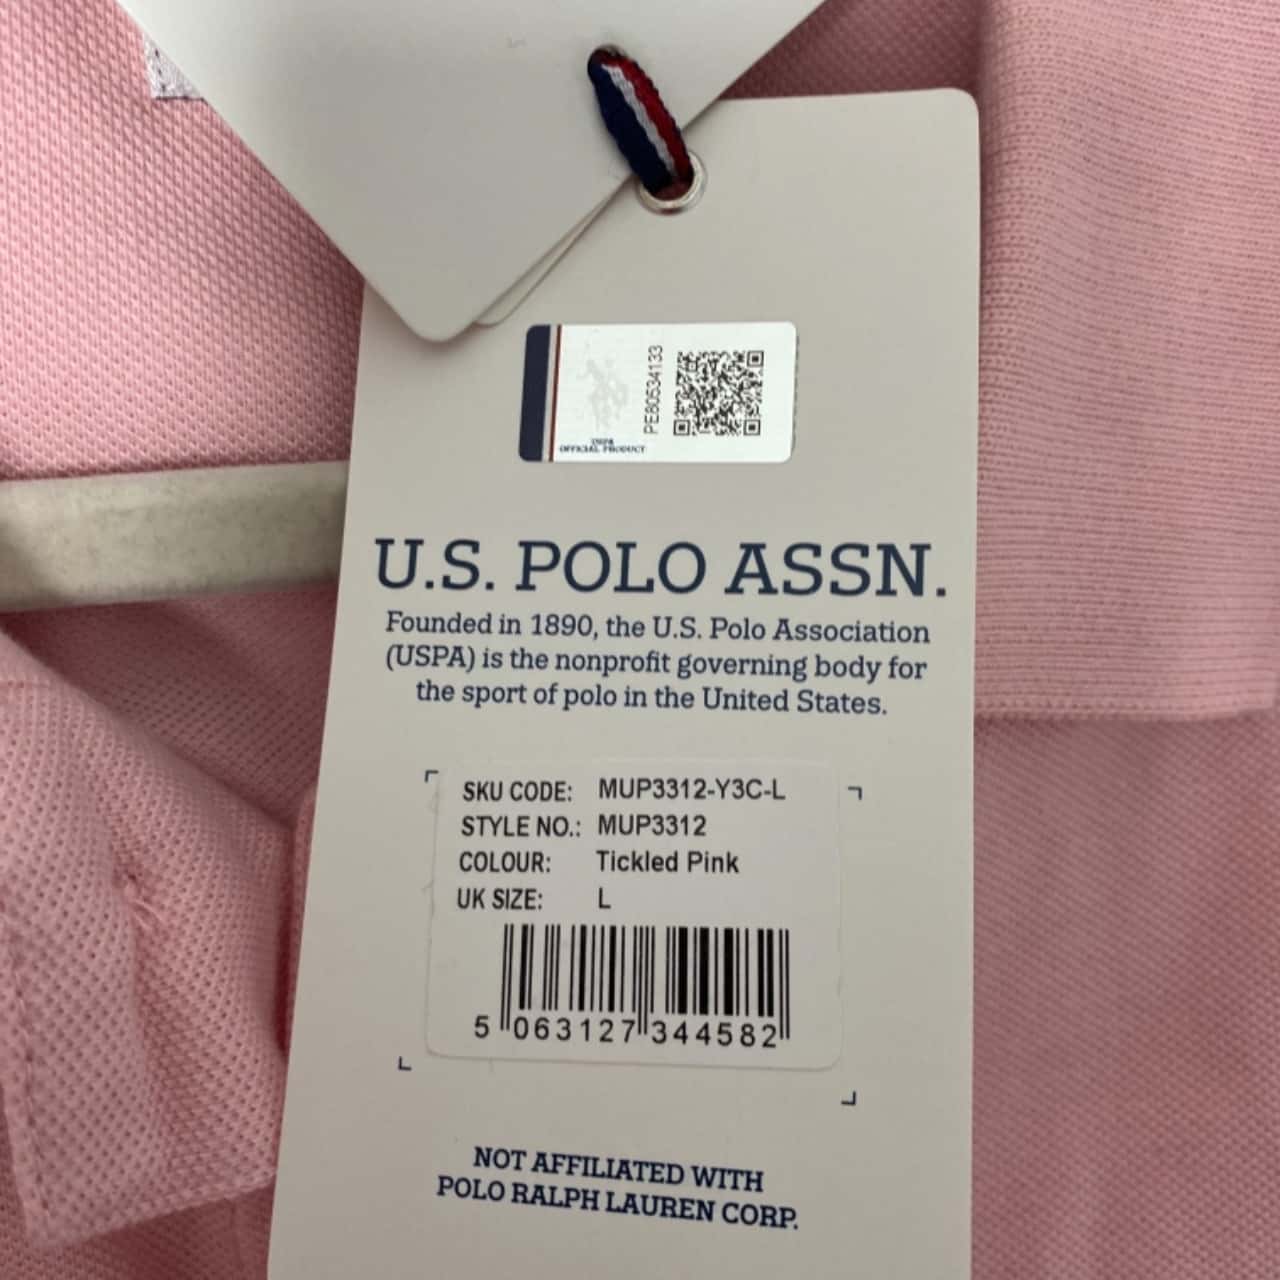 PE80534133
USPA
OFFICIAL PRODUCT
U.S. POLO ASSN.
Founded in 1890, the U.S. Polo Association
(USPA) is the nonprofit governing body for
the sport of polo in the United States.
SKU CODE: MUP3312-Y3C-L
STYLE NO.: MUP3312
COLOUR: Tickled Pink
UK SIZE: L
5 063127 344582
NOT AFFILIATED WITH
POLO RALPH LAUREN CORP.